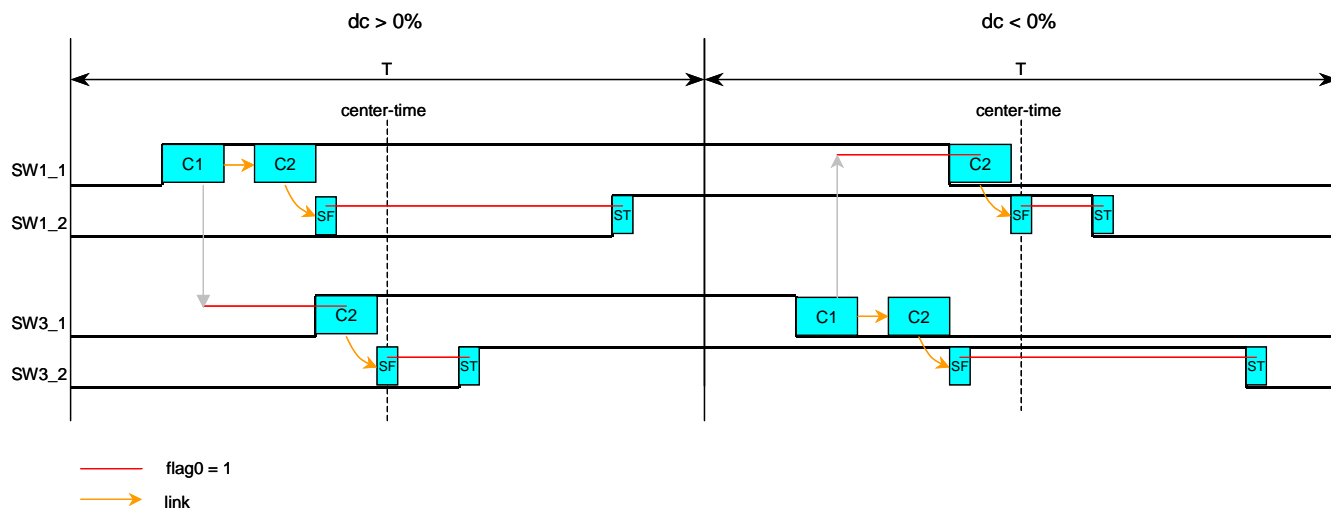 dc > 0% dc < 0%
T T
center-time center-time
SW1_1 C1 C2 C2
SW1_2 SF ST SF ST
SW3_1 C2 C1 C2
SW3_2 SF ST SF ST
flag0 = 1
link